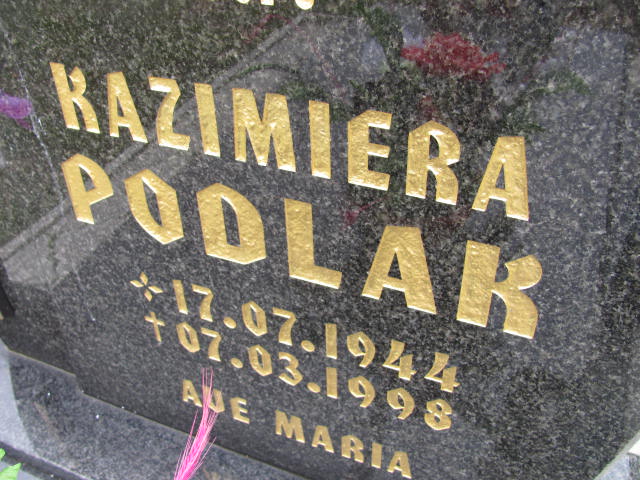 KAZIMIERA
PODLAK
17.07.1944
† 07.03.1998
AVE MARIA